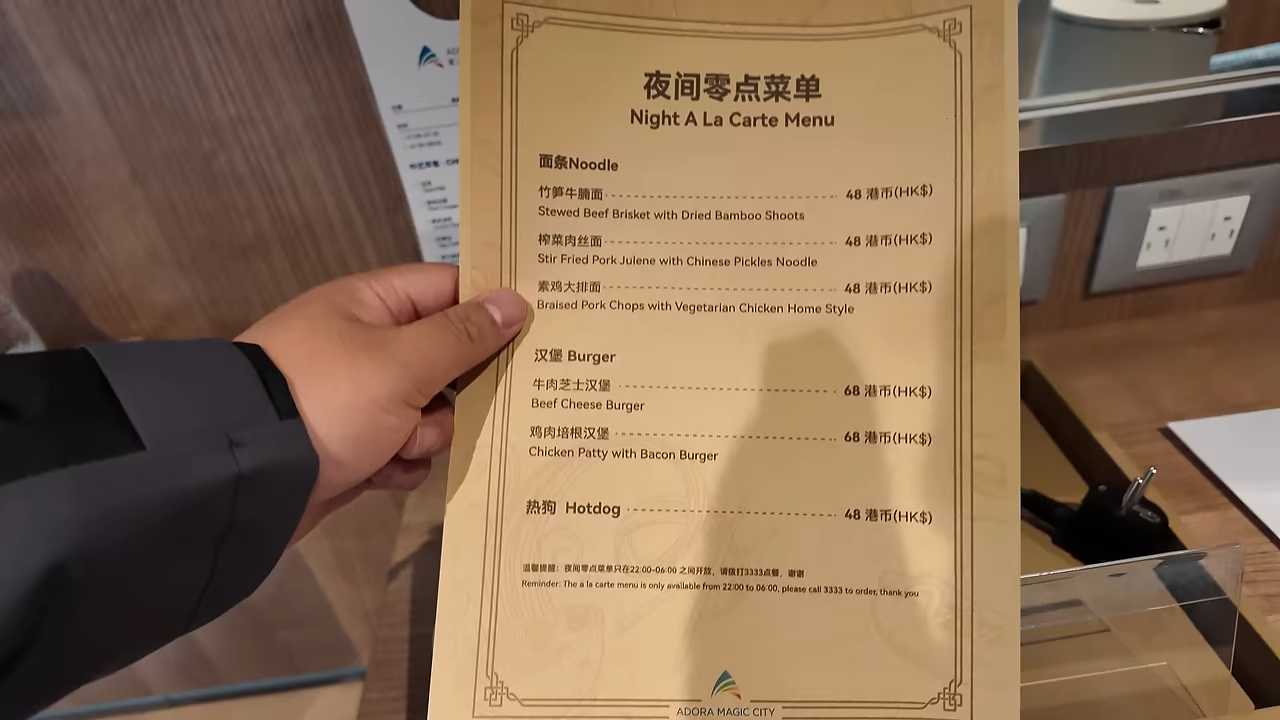 夜间零点菜单
Night A La Carte Menu
面条Noodle
竹笋牛腩面 48 港币(HK$)
Stewed Beef Brisket with Dried Bamboo Shoots
榨菜肉丝面 48 港币(HK$)
Stir Fried Pork Julene with Chinese Pickles Noodle
素鸡大排面 48 港币(HK$)
Braised Pork Chops with Vegetarian Chicken Home Style
汉堡 Burger
牛肉芝士汉堡 68 港币(HK$)
Beef Cheese Burger
鸡肉培根汉堡 68 港币(HK$)
Chicken Patty with Bacon Burger
热狗 Hotdog 48 港币(HK$)
温馨提醒：夜间零点菜单只在22:00-06:00 之间开放，请拨打3333点餐，谢谢
Reminder: The a la carte menu is only available from 22:00 to 06:00, please call 3333 to order, thank you
ADORA MAGIC CITY